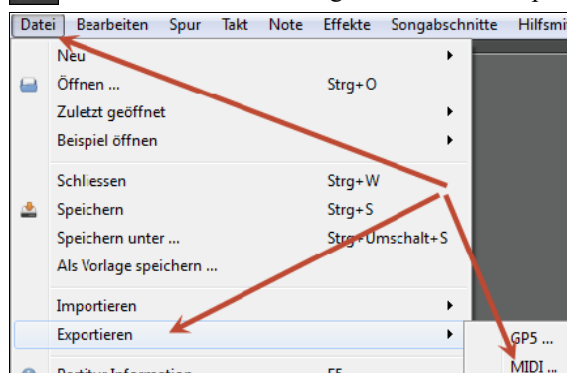 Datei Bearbeiten Spur Takt Note Effekte Songabschnitte Hilfsmi
Neu
Öffnen ... Strg+O
Zuletzt geöffnet
Beispiel öffnen
Schliessen Strg+W
Speichern Strg+S
Speichern unter ... Strg+Umschalt+S
Als Vorlage speichern ...
Importieren
Exportieren GP5 ...
MIDI ...